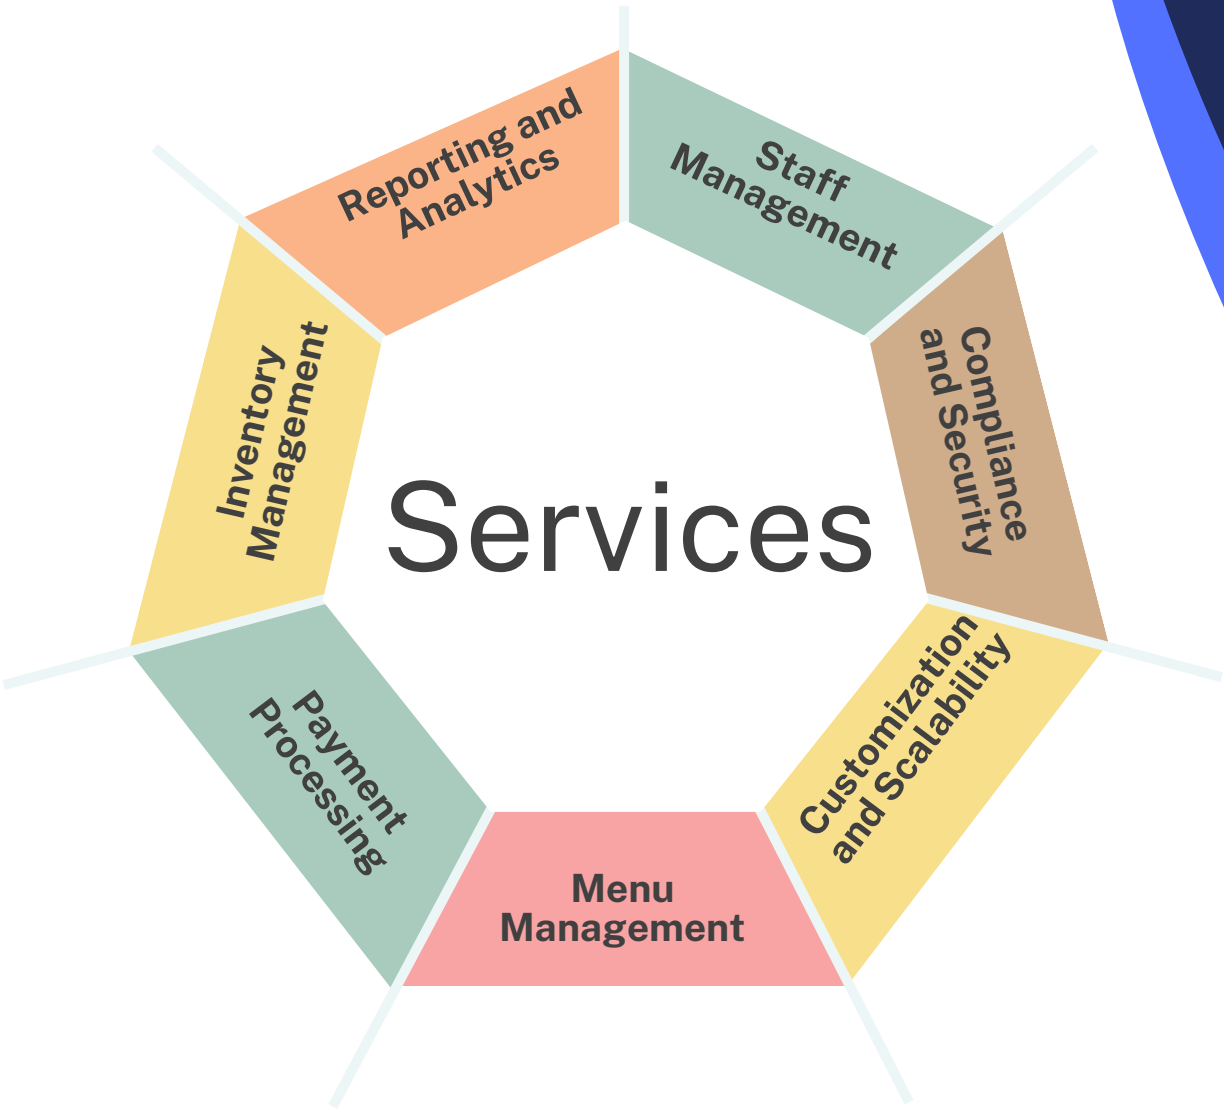 Reporting and
Analytics
Staff
Management
Compliance
and Security
Customization
and Scalability
Menu
Management
Payment
Processing
Inventory
Management
Services